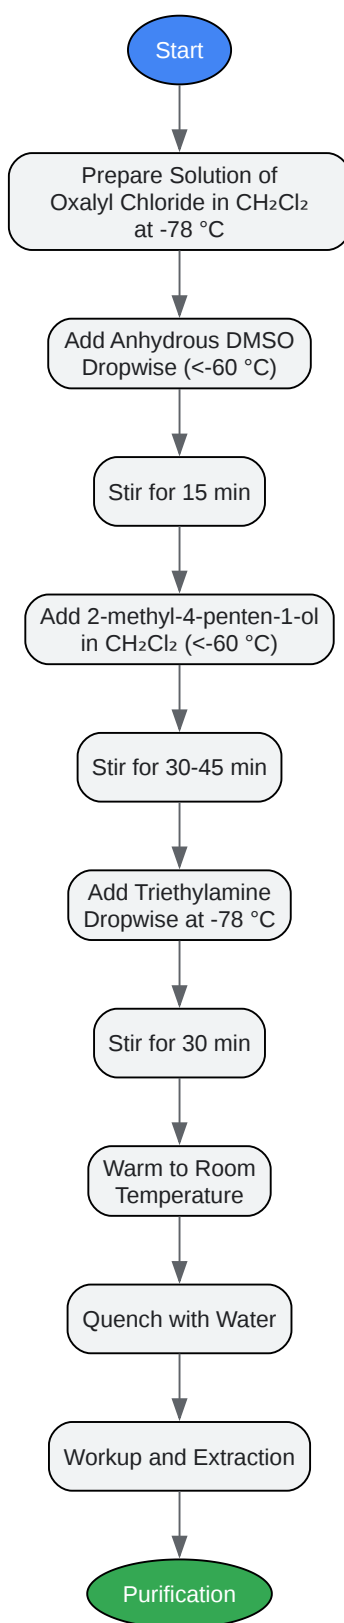 Start
Prepare Solution of
Oxalyl Chloride in CH₂Cl₂
at -78 °C
Add Anhydrous DMSO
Dropwise (<-60 °C)
Stir for 15 min
Add 2-methyl-4-penten-1-ol
in CH₂Cl₂ (<-60 °C)
Stir for 30-45 min
Add Triethylamine
Dropwise at -78 °C
Stir for 30 min
Warm to Room
Temperature
Quench with Water
Workup and Extraction
Purification